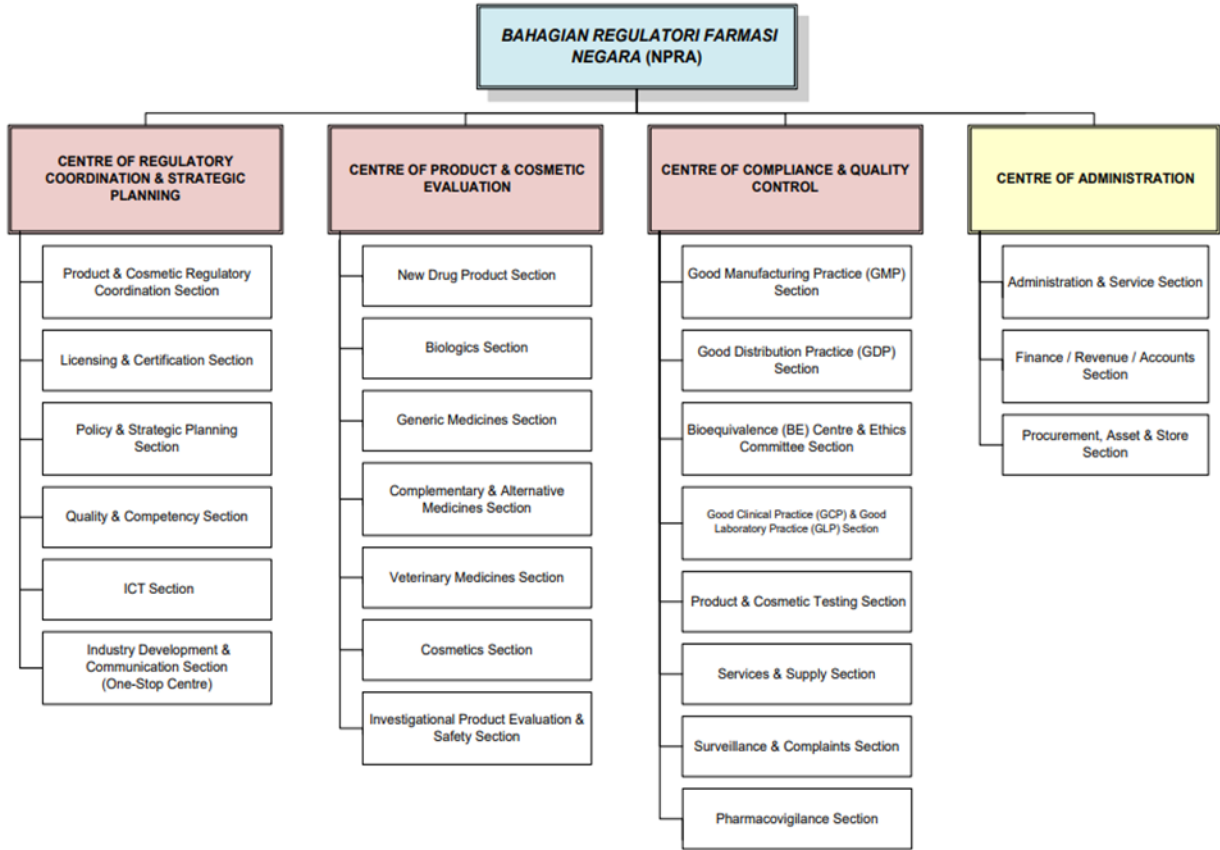 BAHAGIAN REGULATORI FARMASI
NEGARA (NPRA)
CENTRE OF REGULATORY
COORDINATION & STRATEGIC
PLANNING
Product & Cosmetic Regulatory
Coordination Section
Licensing & Certification Section
Policy & Strategic Planning
Section
Quality & Competency Section
ICT Section
Industry Development &
Communication Section
(One-Stop Centre)
CENTRE OF PRODUCT & COSMETIC
EVALUATION
New Drug Product Section
Biologics Section
Generic Medicines Section
Complementary & Alternative
Medicines Section
Veterinary Medicines Section
Cosmetics Section
Investigational Product Evaluation &
Safety Section
CENTRE OF COMPLIANCE & QUALITY
CONTROL
Good Manufacturing Practice (GMP)
Section
Good Distribution Practice (GDP)
Section
Bioequivalence (BE) Centre & Ethics
Committee Section
Good Clinical Practice (GCP) & Good
Laboratory Practice (GLP) Section
Product & Cosmetic Testing Section
Services & Supply Section
Surveillance & Complaints Section
Pharmacovigilance Section
CENTRE OF ADMINISTRATION
Administration & Service Section
Finance / Revenue / Accounts
Section
Procurement, Asset & Store
Section